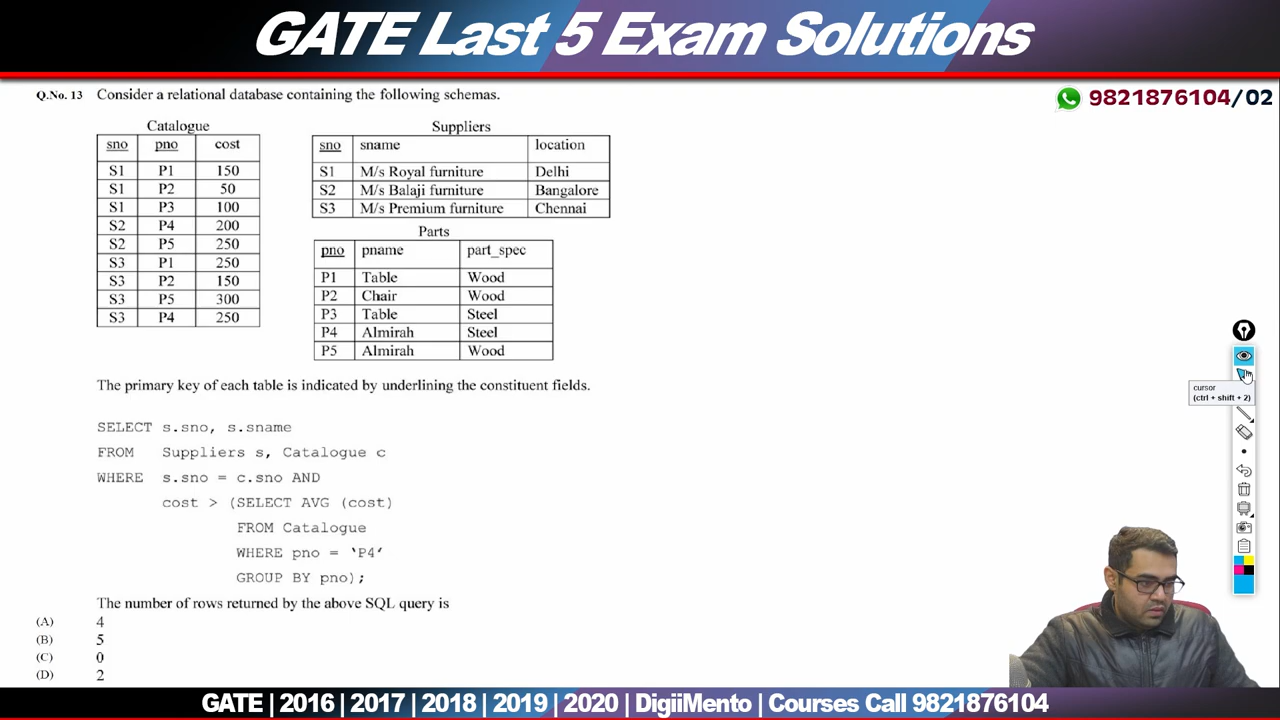 GATE Last 5 Exam Solutions
9821876104/02
Q.No. 13 Consider a relational database containing the following schemas.
Catalogue
sno pno cost
S1 P1 150
S1 P2 50
S1 P3 100
S2 P4 200
S2 P5 250
S3 P1 250
S3 P2 150
S3 P5 300
S3 P4 250
Suppliers
sno sname location
S1 M/s Royal furniture Delhi
S2 M/s Balaji furniture Bangalore
S3 M/s Premium furniture Chennai
Parts
pno pname part_spec
P1 Table Wood
P2 Chair Wood
P3 Table Steel
P4 Almirah Steel
P5 Almirah Wood
The primary key of each table is indicated by underlining the constituent fields.
SELECT s.sno, s.sname
FROM Suppliers s, Catalogue c
WHERE s.sno = c.sno AND
cost > (SELECT AVG (cost)
FROM Catalogue
WHERE pno = ‘P4’
GROUP BY pno);
The number of rows returned by the above SQL query is
(A) 4
(B) 5
(C) 0
(D) 2
cursor
(ctrl + shift + 2)
GATE | 2016 | 2017 | 2018 | 2019 | 2020 | DigiiMento | Courses Call 9821876104